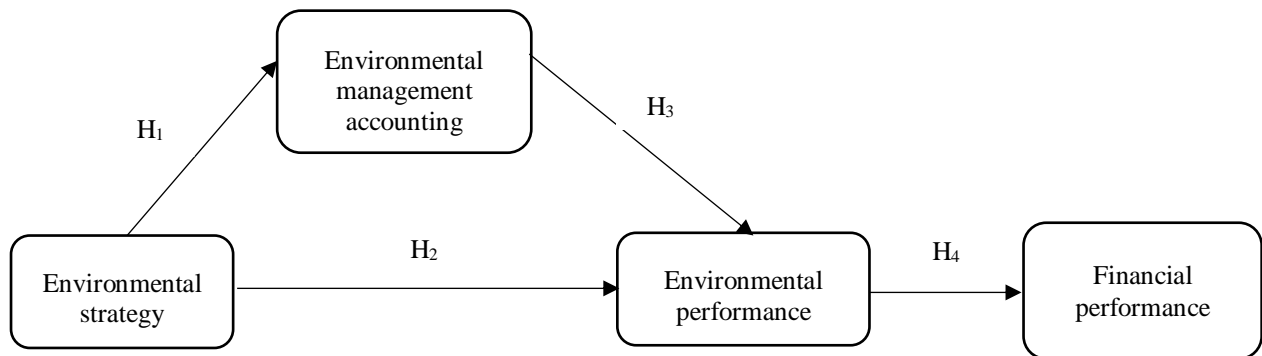 Environmental
management
accounting
H₁
H₃
Environmental
strategy
H₂
Environmental
performance
H₄
Financial
performance